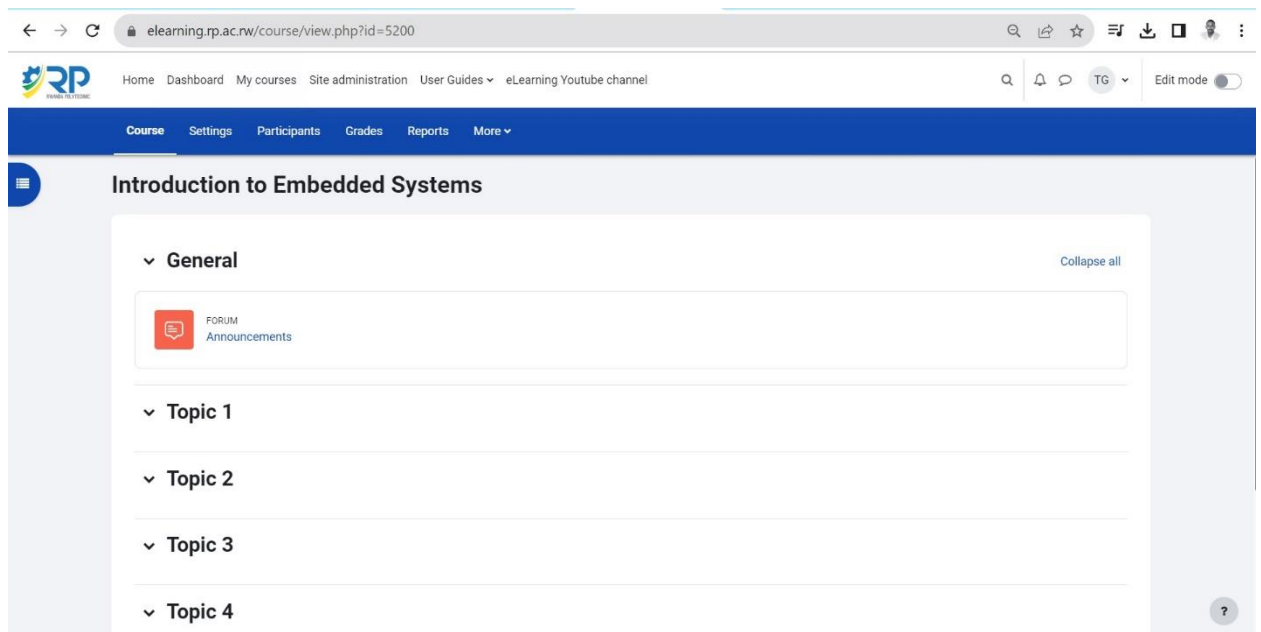 elearning.rp.ac.rw/course/view.php?id=5200
RP
RWANDA POLYTECHNIC
Home Dashboard My courses Site administration User Guides eLearning Youtube channel
TG
Edit mode
Course Settings Participants Grades Reports More
Introduction to Embedded Systems
General
Collapse all
FORUM
Announcements
Topic 1
Topic 2
Topic 3
Topic 4
?